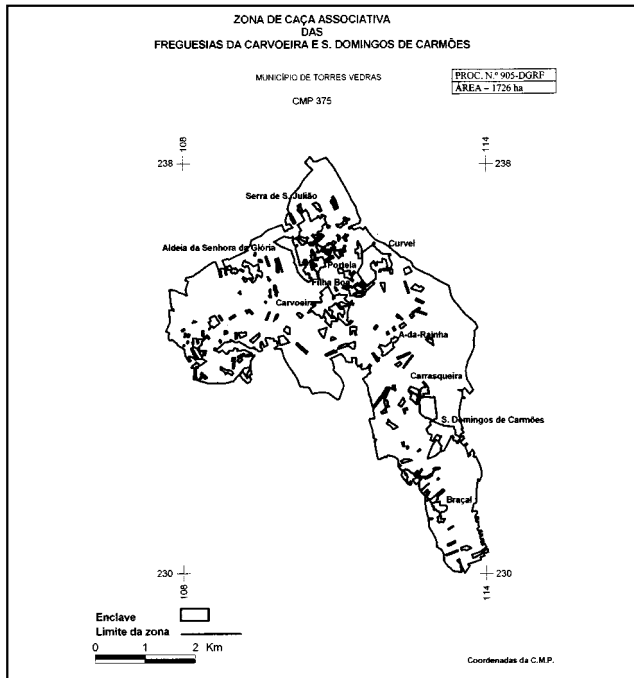 ZONA DE CAÇA ASSOCIATIVA
DAS
FREGUESIAS DA CARVOEIRA E S. DOMINGOS DE CARMÕES
MUNICÍPIO DE TORRES VEDRAS
PROC. N.º 905-DGRF
ÁREA – 1726 ha
CMP 375
108
114
238
238
Serra de S. Julião
Aldeia da Senhora da Glória
Curvel
Portela
Filha Boa
Carvoeira
A-da-Rainha
Carrasqueira
S. Domingos de Carmões
Braçal
230
230
108
114
Enclave
Limite da zona
0 1 2 Km
Coordenadas da C.M.P.